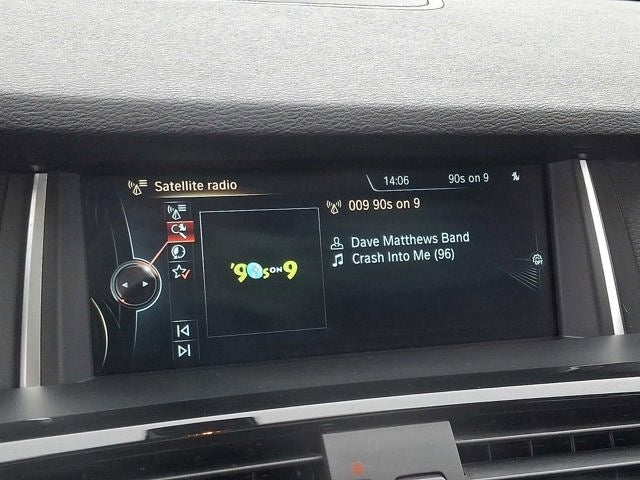 Satellite radio
14:06 90s on 9
009 90s on 9
Dave Matthews Band
Crash Into Me (96)
'90s ON 9